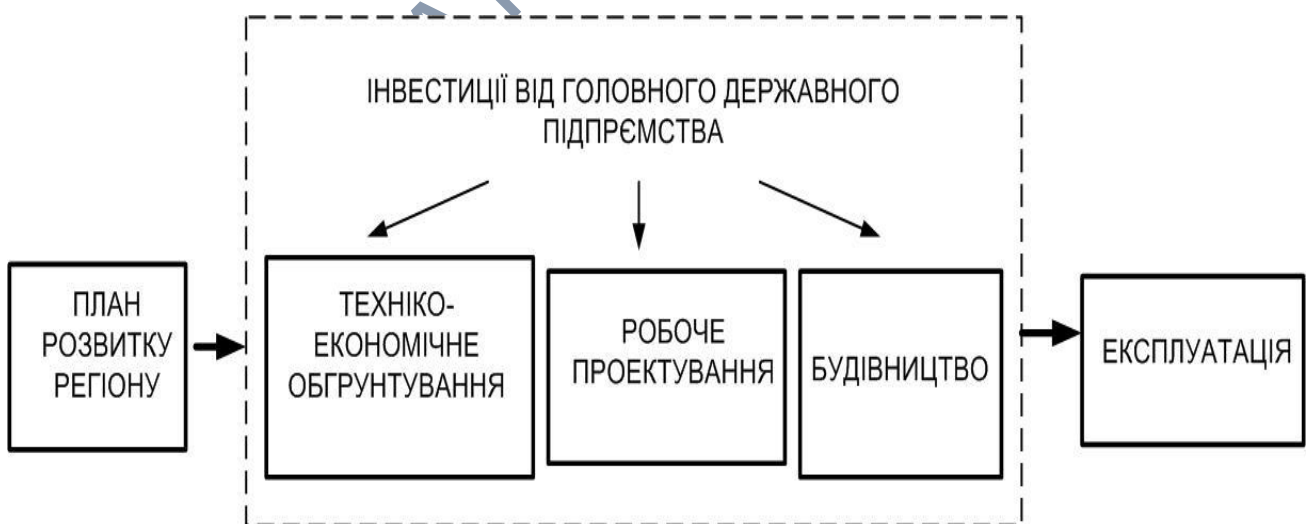 ІНВЕСТИЦІЇ ВІД ГОЛОВНОГО ДЕРЖАВНОГО
ПІДПРЄМСТВА
ПЛАН
РОЗВИТКУ
РЕГІОНУ
ТЕХНІКО-
ЕКОНОМІЧНЕ
ОБГРУНТУВАННЯ
РОБОЧЕ
ПРОЕКТУВАННЯ
БУДІВНИЦТВО
ЕКСПЛУАТАЦІЯ